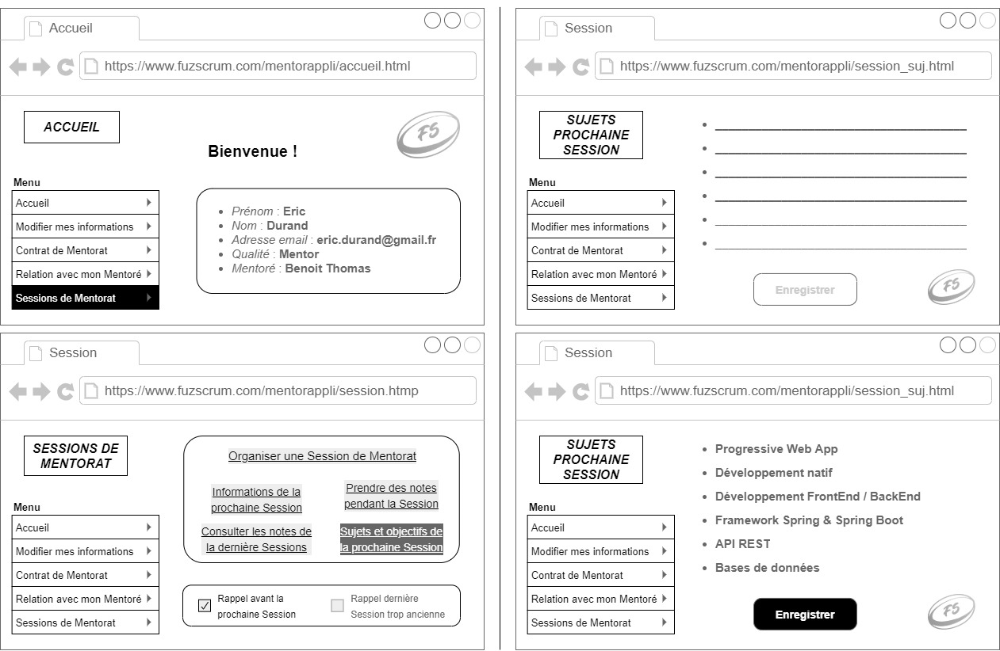 Accueil
https://www.fuzscrum.com/mentorappli/accueil.html
ACCUEIL
FS
Bienvenue !
Menu
Accueil
Modifier mes informations
Contrat de Mentorat
Relation avec mon Mentoré
Sessions de Mentorat
Prénom : Eric
Nom : Durand
Adresse email : eric.durand@gmail.fr
Qualité : Mentor
Mentoré : Benoit Thomas
Session
https://www.fuzscrum.com/mentorappli/session.htmp
SESSIONS DE
MENTORAT
Menu
Accueil
Modifier mes informations
Contrat de Mentorat
Relation avec mon Mentoré
Sessions de Mentorat
Organiser une Session de Mentorat
Informations de la
prochaine Session
Prendre des notes
pendant la Session
Consulter les notes de
la dernière Sessions
Sujets et objectifs de
la prochaine Session
Rappel avant la
prochaine Session
Rappel dernière
Session trop ancienne
Session
https://www.fuzscrum.com/mentorappli/session_suj.html
SUJETS
PROCHAINE
SESSION
Menu
Accueil
Modifier mes informations
Contrat de Mentorat
Relation avec mon Mentoré
Sessions de Mentorat
Enregistrer
FS
Session
https://www.fuzscrum.com/mentorappli/session_suj.html
SUJETS
PROCHAINE
SESSION
Menu
Accueil
Modifier mes informations
Contrat de Mentorat
Relation avec mon Mentoré
Sessions de Mentorat
Progressive Web App
Développement natif
Développement FrontEnd / BackEnd
Framework Spring & Spring Boot
API REST
Bases de données
Enregistrer
FS